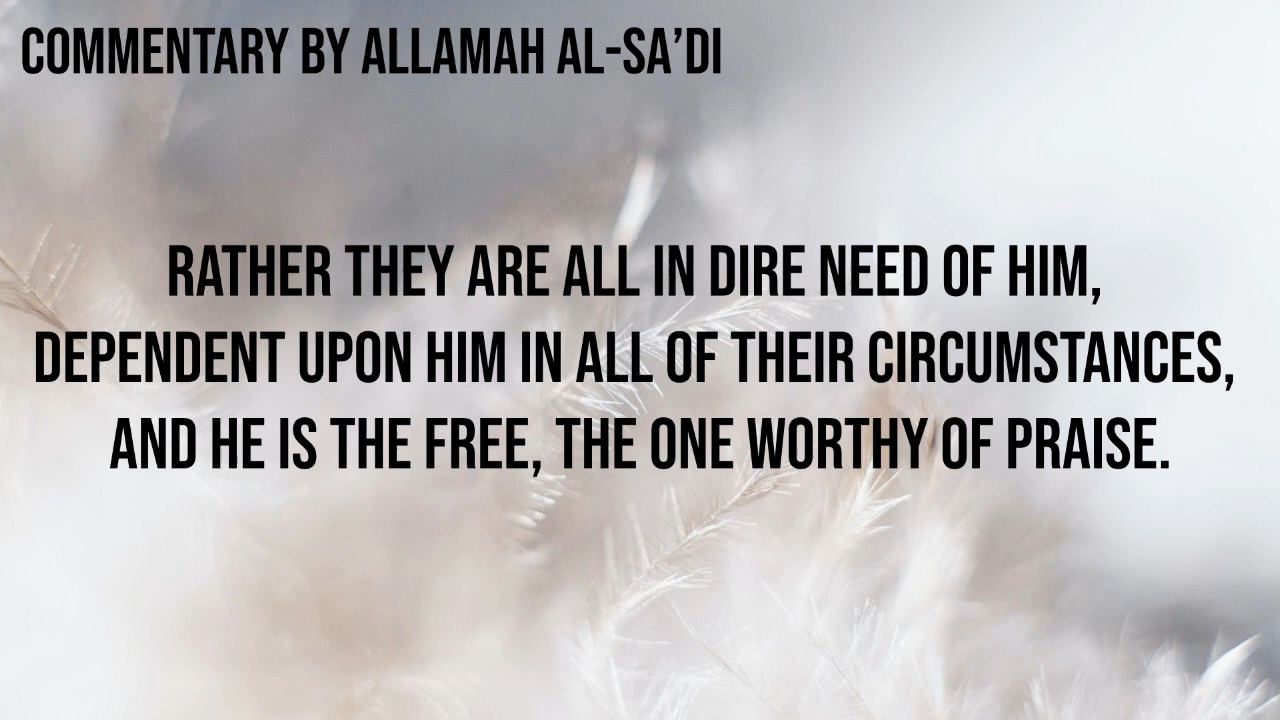 COMMENTARY BY ALLAMAH AL-SA’DI
RATHER THEY ARE ALL IN DIRE NEED OF HIM,
DEPENDENT UPON HIM IN ALL OF THEIR CIRCUMSTANCES,
AND HE IS THE FREE, THE ONE WORTHY OF PRAISE.